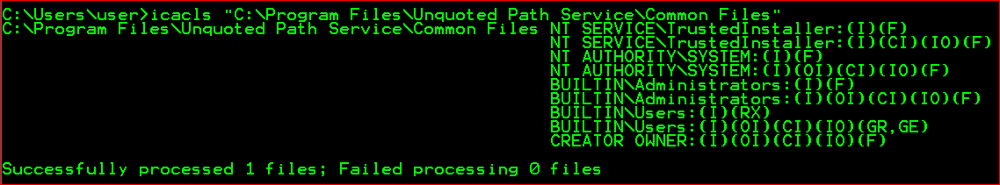 C:\Users\user>icacls "C:\Program Files\Unquoted Path Service\Common Files"
C:\Program Files\Unquoted Path Service\Common Files NT SERVICE\TrustedInstaller:(I)(F)
NT SERVICE\TrustedInstaller:(I)(CI)(IO)(F)
NT AUTHORITY\SYSTEM:(I)(F)
NT AUTHORITY\SYSTEM:(I)(OI)(CI)(IO)(F)
BUILTIN\Administrators:(I)(F)
BUILTIN\Administrators:(I)(OI)(CI)(IO)(F)
BUILTIN\Users:(I)(RX)
BUILTIN\Users:(I)(OI)(CI)(IO)(GR,GE)
CREATOR OWNER:(I)(OI)(CI)(IO)(F)
Successfully processed 1 files; Failed processing 0 files